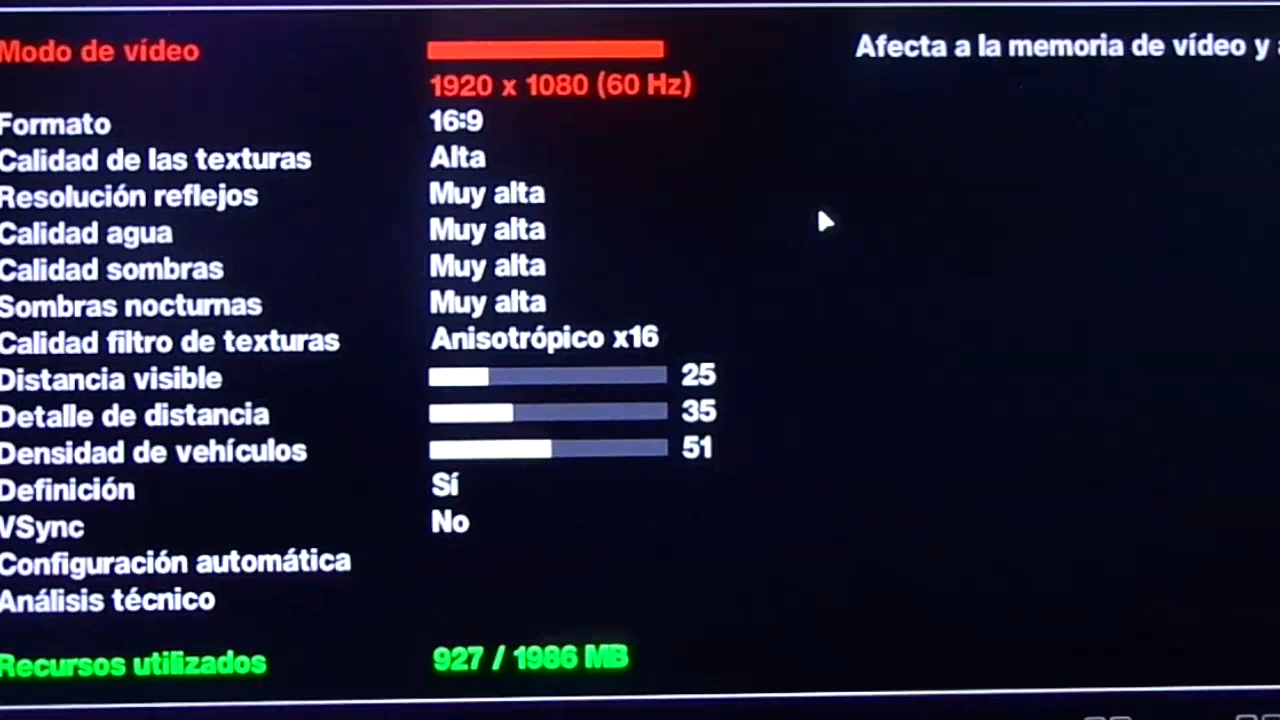 Modo de vídeo
1920 x 1080 (60 Hz)
Afecta a la memoria de vídeo y
Formato 16:9
Calidad de las texturas Alta
Resolución reflejos Muy alta
Calidad agua Muy alta
Calidad sombras Muy alta
Sombras nocturnas Muy alta
Calidad filtro de texturas Anisotrópico x16
Distancia visible 25
Detalle de distancia 35
Densidad de vehículos 51
Definición Sí
VSync No
Configuración automática
Análisis técnico
Recursos utilizados 927 / 1986 MB